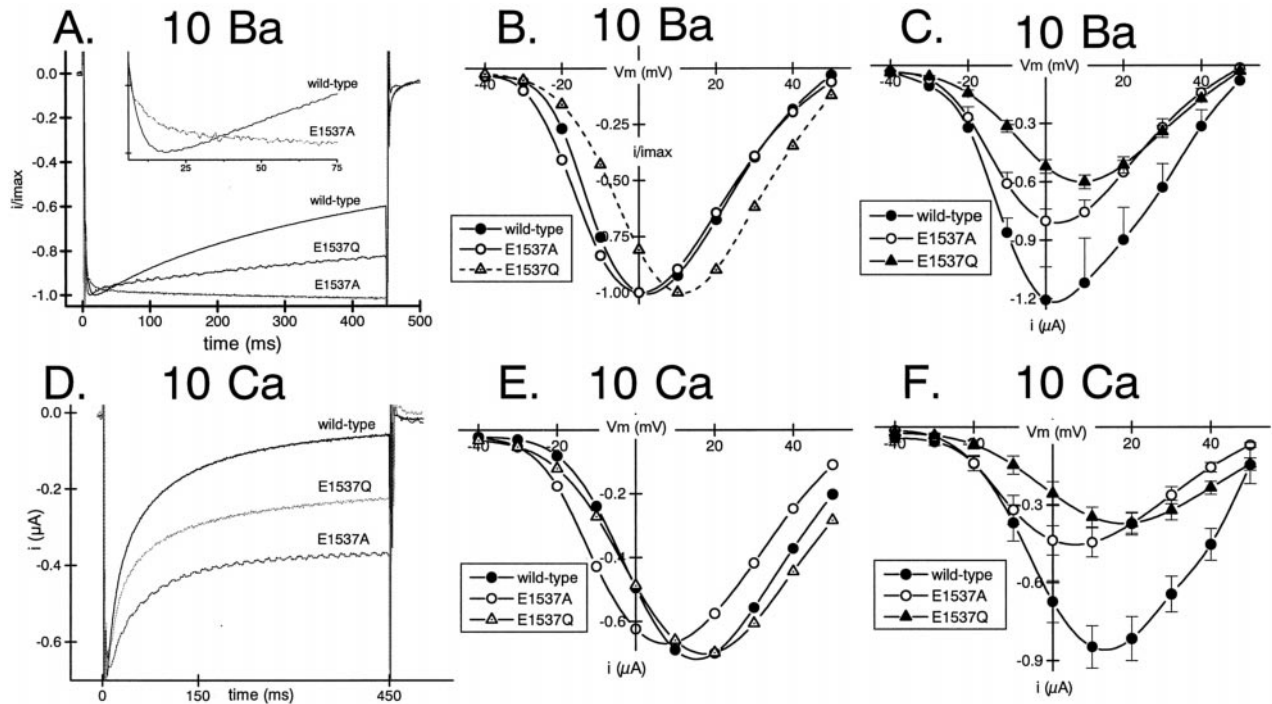 A. 10 Ba
0.0
-0.2
-0.4
-0.6
-0.8
-1.0
i/imax
wild-type
E1537A
25 50 75
wild-type
E1537Q
E1537A
0 100 200 300 400 500
time (ms)
B. 10 Ba
Vm (mV)
-40 -20 20 40
-0.25
i/imax
-0.75
-1.00
wild-type
E1537A
E1537Q
C. 10 Ba
Vm (mV)
-40 -20 20 40
-0.3
-0.6
-0.9
-1.2
i (µA)
wild-type
E1537A
E1537Q
D. 10 Ca
0.0
-0.2
-0.4
-0.6
i (µA)
wild-type
E1537Q
E1537A
0 150 450
time (ms)
E. 10 Ca
Vm (mV)
-40 -20 20 40
-0.2
-0.4
-0.6
i (µA)
wild-type
E1537A
E1537Q
F. 10 Ca
Vm (mV)
-40 -20 20 40
-0.3
-0.6
-0.9
i (µA)
wild-type
E1537A
E1537Q